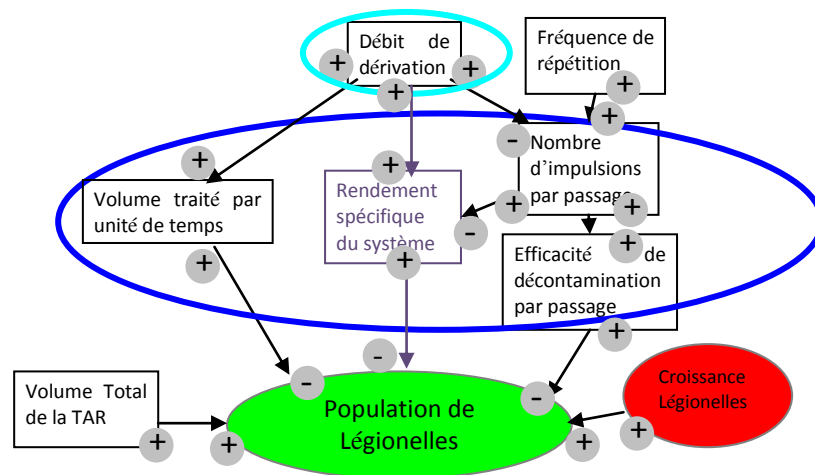 Débit de
dérivation
Fréquence de
répétition
+
+
+
+
+
-
+
+
Nombre
d'impulsions
par passage
Volume traité par
unité de temps
Rendement
spécifique
du système
+
+
-
+
+
+
Efficacité de
décontamination
par passage
+
-
-
-
Volume Total
de la TAR
Population de
Légionelles
Croissance
Légionelles
+
+
+
+